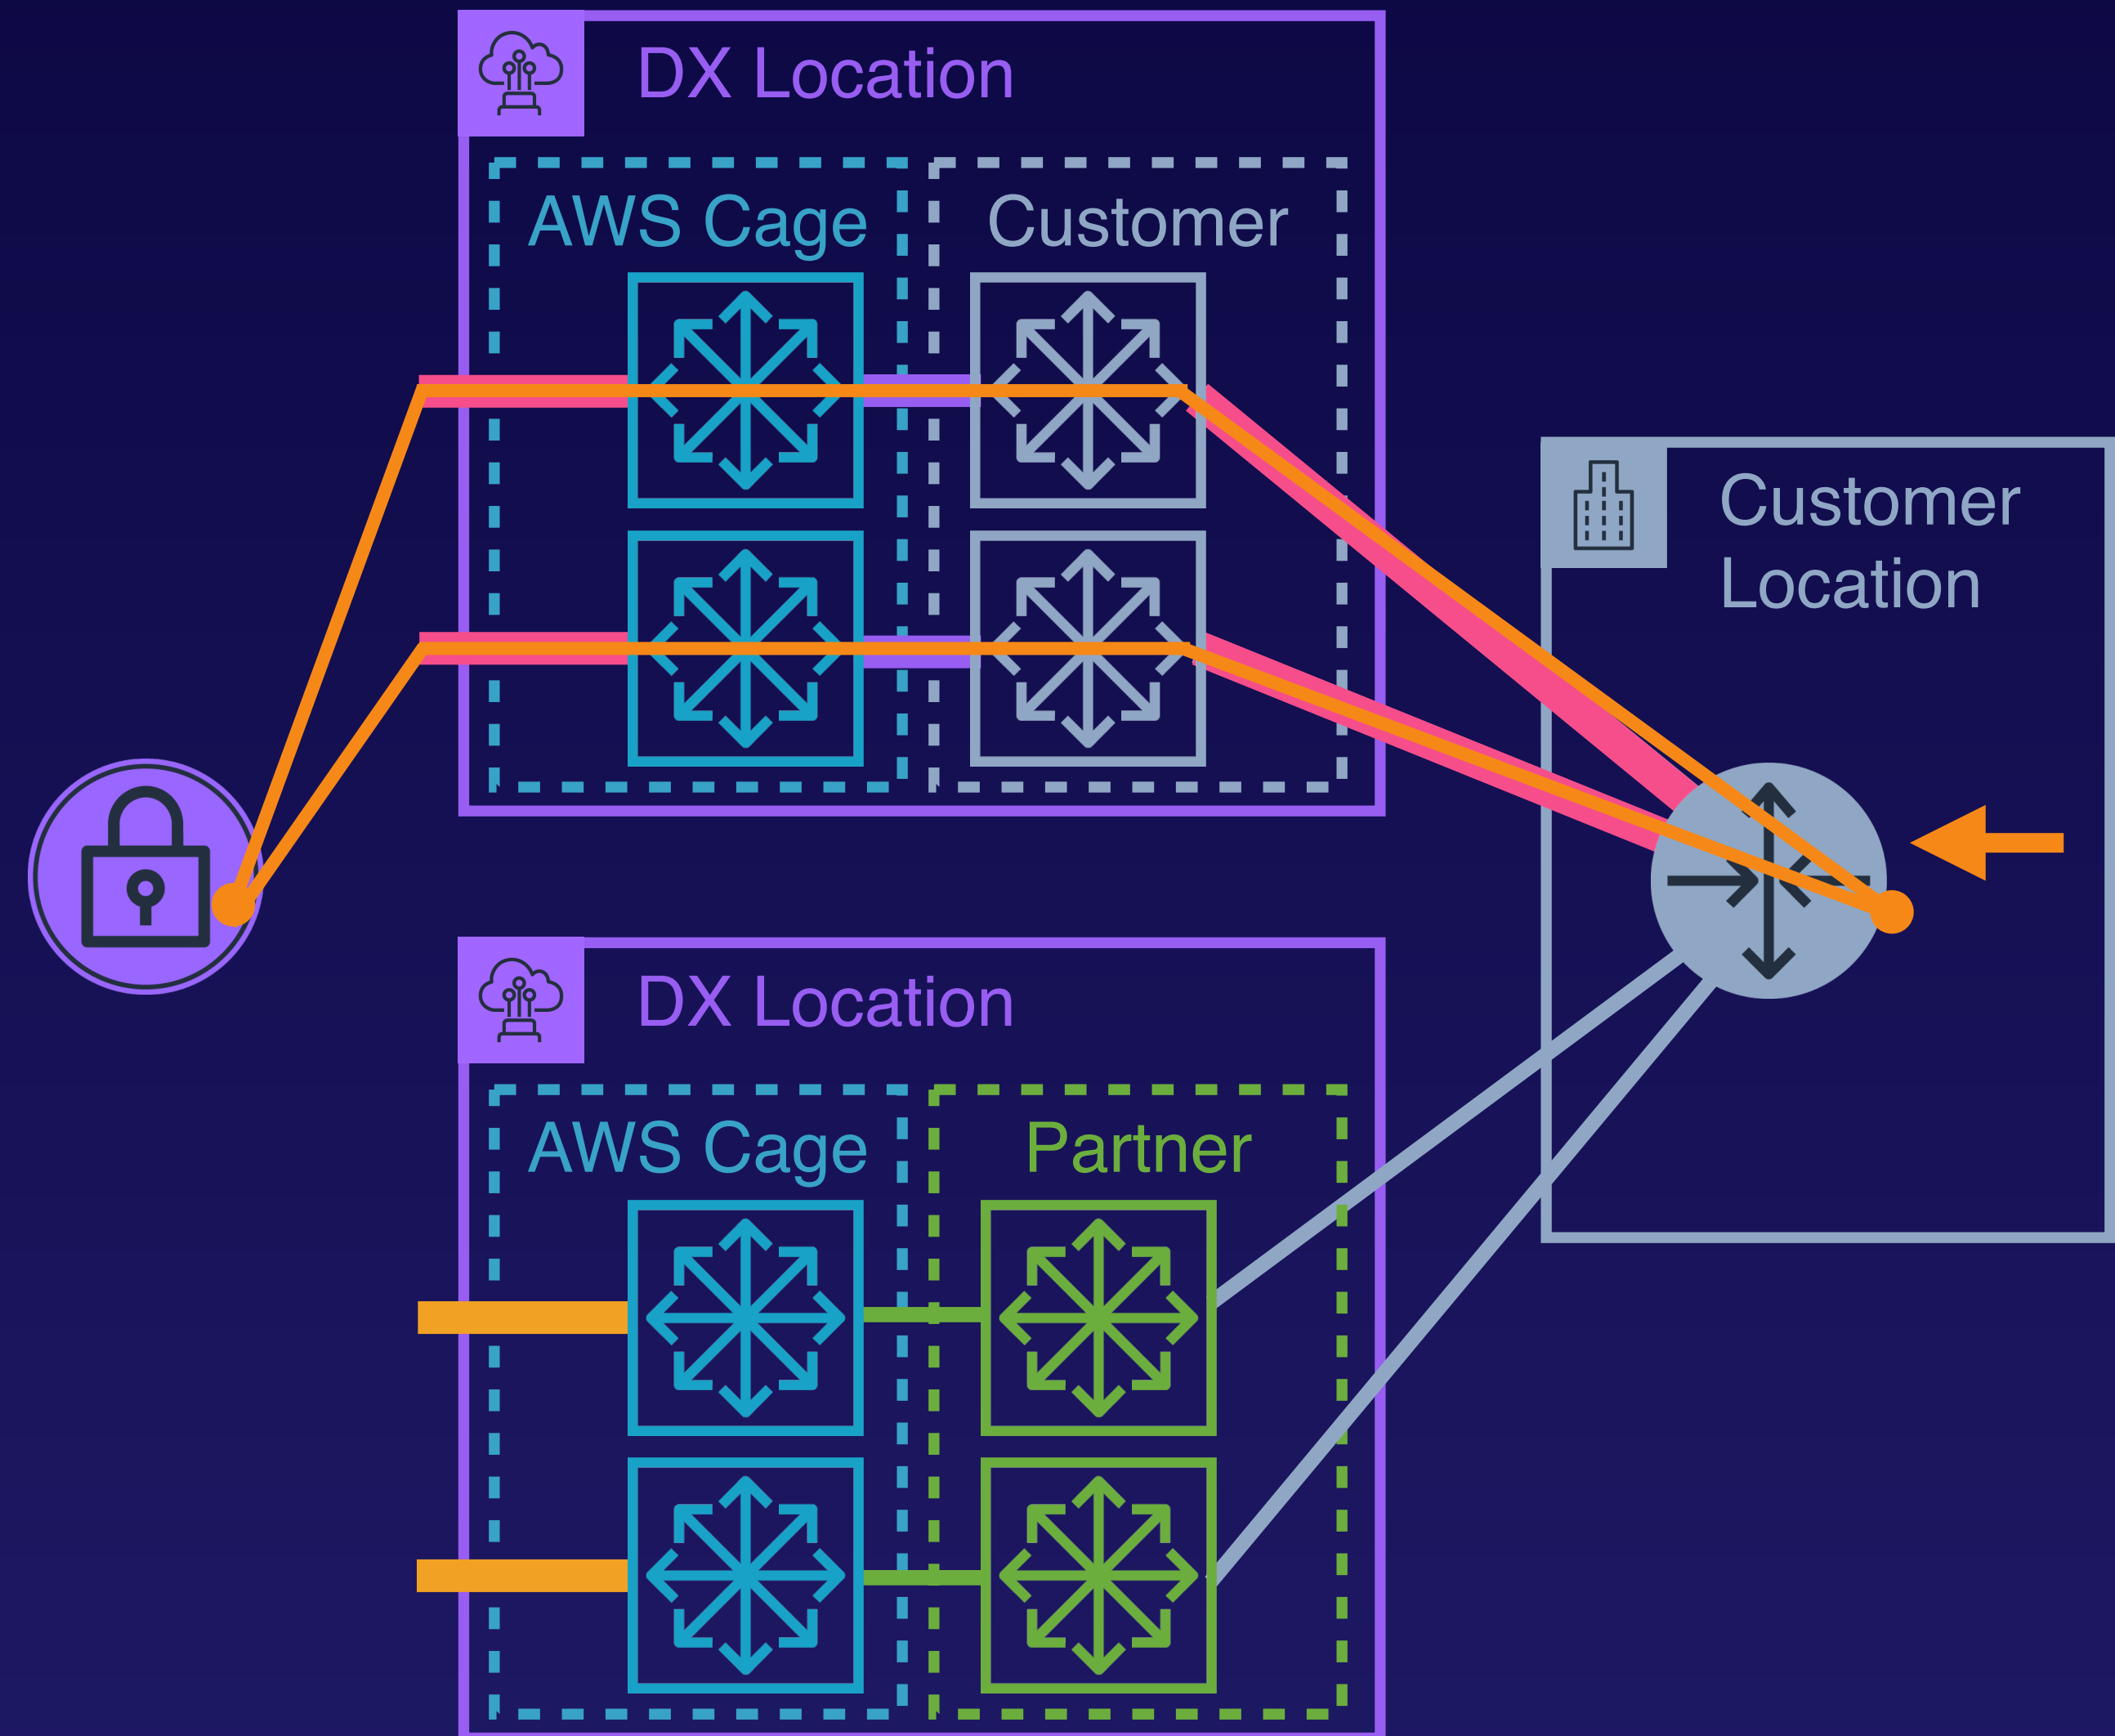 DX Location
AWS Cage
Customer
Customer
Location
DX Location
AWS Cage
Partner